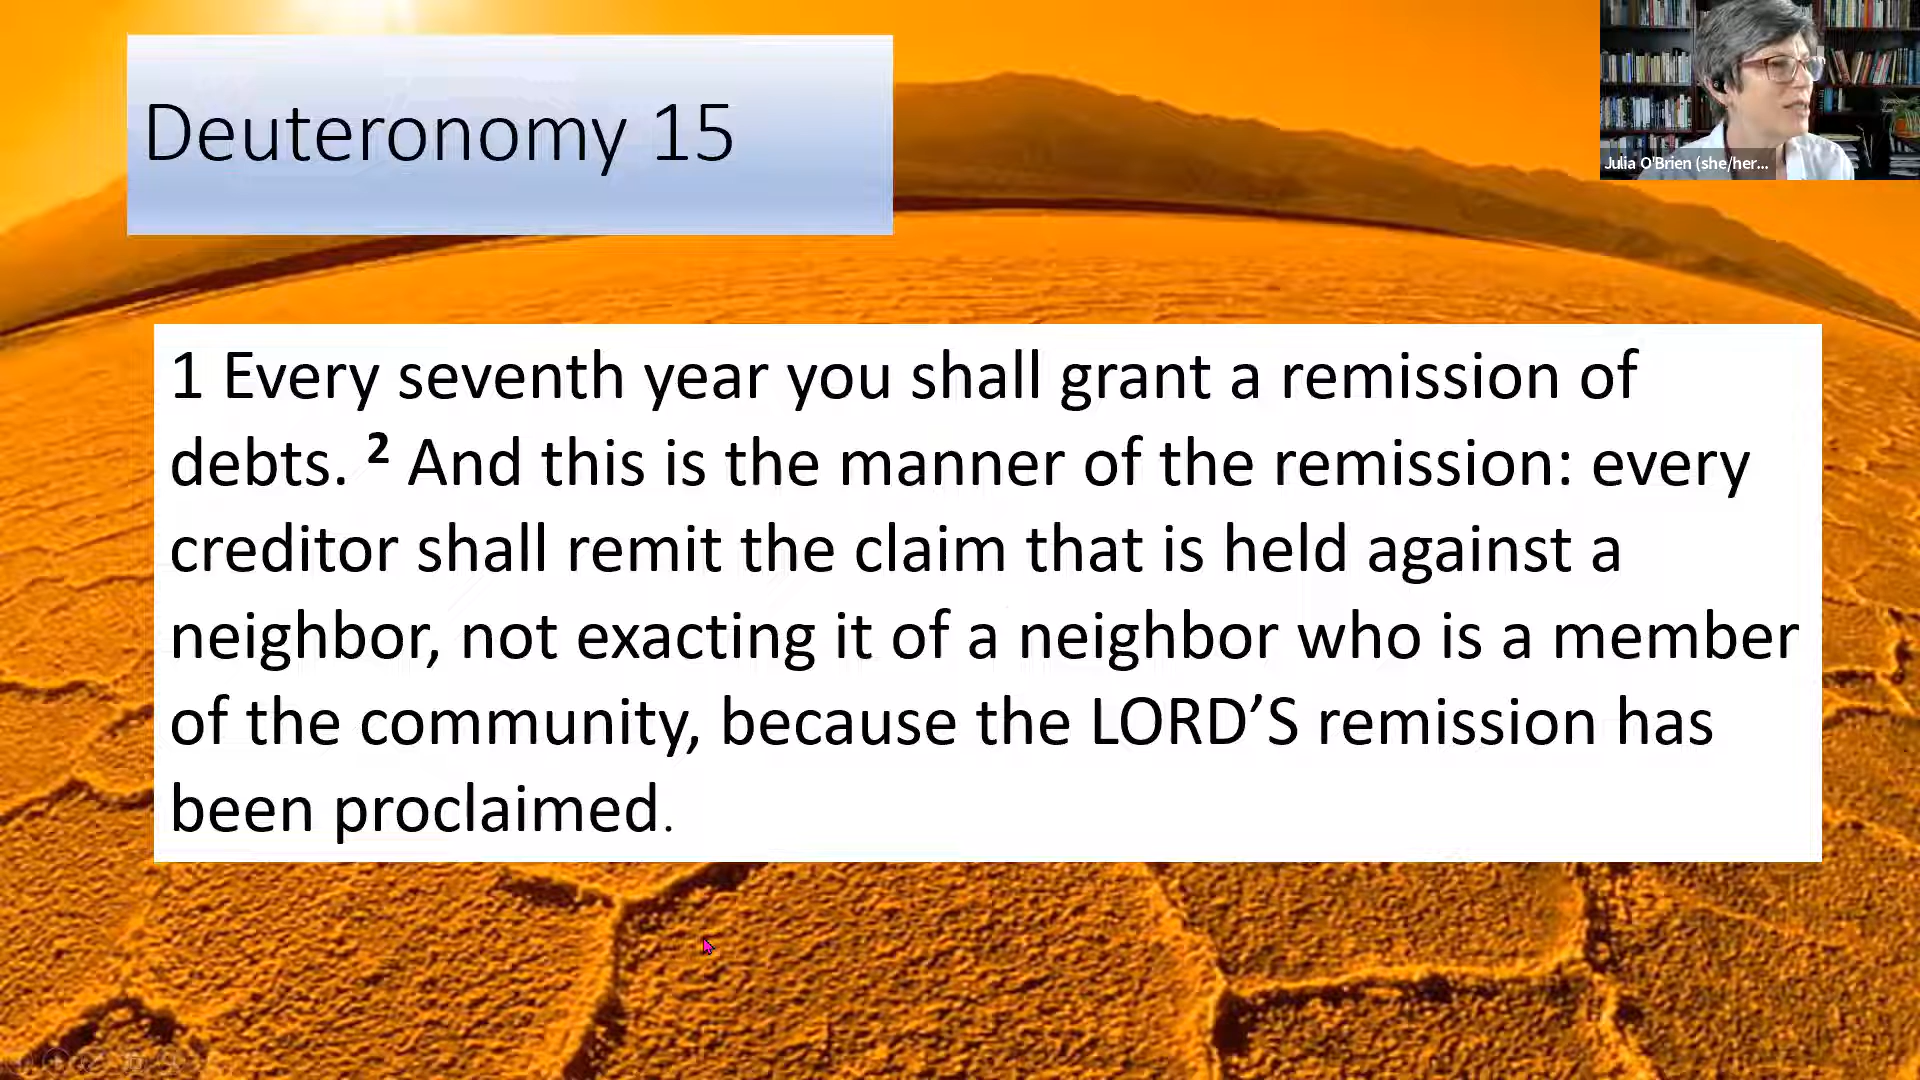 Deuteronomy 15
Julia O'Brien (she/her...
1 Every seventh year you shall grant a remission of
debts. ² And this is the manner of the remission: every
creditor shall remit the claim that is held against a
neighbor, not exacting it of a neighbor who is a member
of the community, because the LORD’S remission has
been proclaimed.